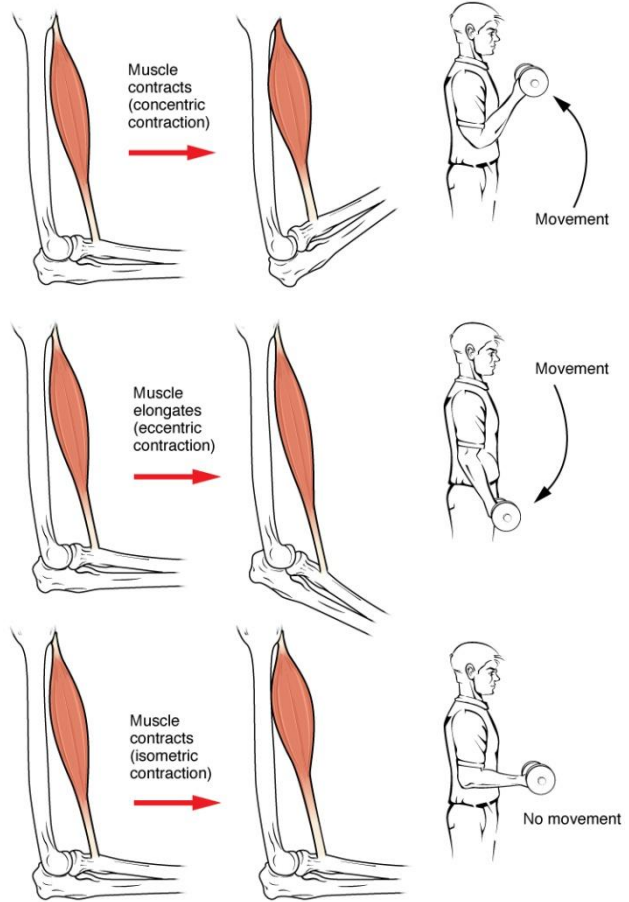 Muscle
contracts
(concentric
contraction)
Movement
Muscle
elongates
(eccentric
contraction)
Movement
Muscle
contracts
(isometric
contraction)
No movement